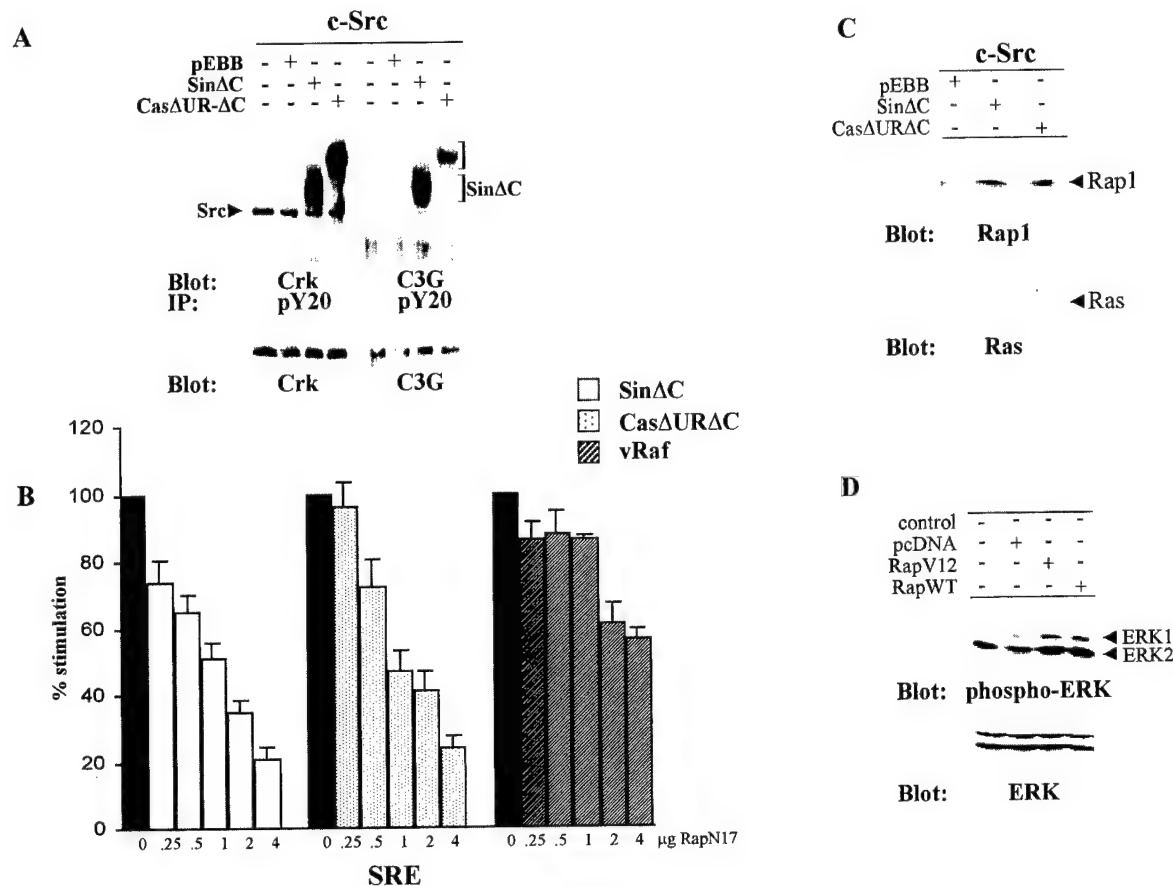 A
c-Src
pEBB - + - - - + - -
SinΔC - - + - - - + -
CasΔUR-ΔC - - - + - - - +
SinΔC
Src
Blot: Crk C3G
IP: pY20 pY20
Blot: Crk C3G
B
SinΔC
CasΔURΔC
vRaf
% stimulation
120
100
80
60
40
20
0
0 .25 .5 1 2 4 0 .25 .5 1 2 4 0 .25 .5 1 2 4 μg RapN17
SRE
C
c-Src
pEBB + - -
SinΔC - + -
CasΔURΔC - - +
Rap1
Blot: Rap1
Ras
Blot: Ras
D
control - - - -
pcDNA - + - -
RapV12 - - + -
RapWT - - - +
ERK1
ERK2
Blot: phospho-ERK
Blot: ERK